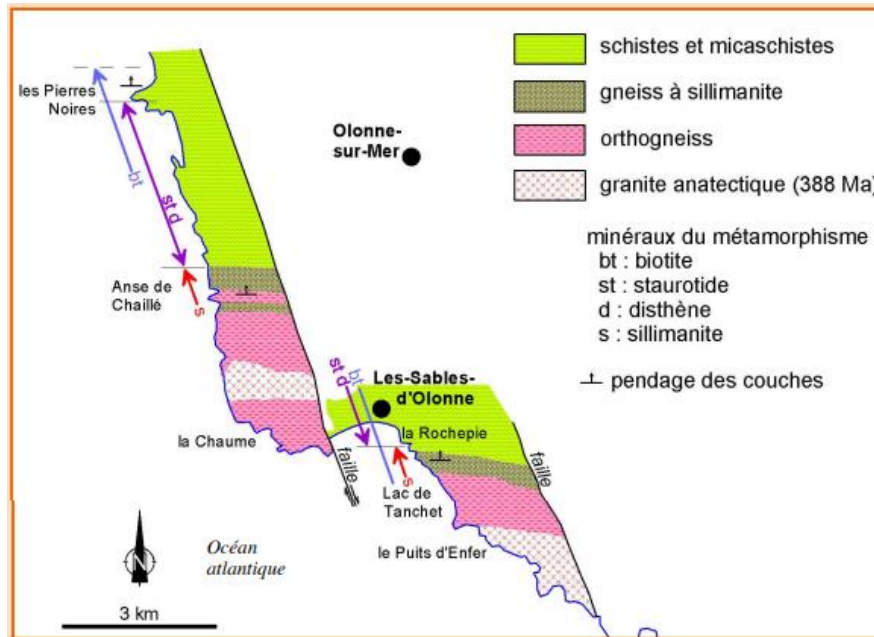 les Pierres
Noires
bt
st d
Anse de
Chaillé
s
la Chaume
Olonne-
sur-Mer
st d
bt
Les-Sables-
d'Olonne
la Rochepie
s
Lac de
Tanchet
le Puits d'Enfer
faille
faille
N
Océan
atlantique
3 km
schistes et micaschistes
gneiss à sillimanite
orthogneiss
granite anatectique (388 Ma)
minéraux du métamorphisme
bt : biotite
st : staurotide
d : disthène
s : sillimanite
pendage des couches